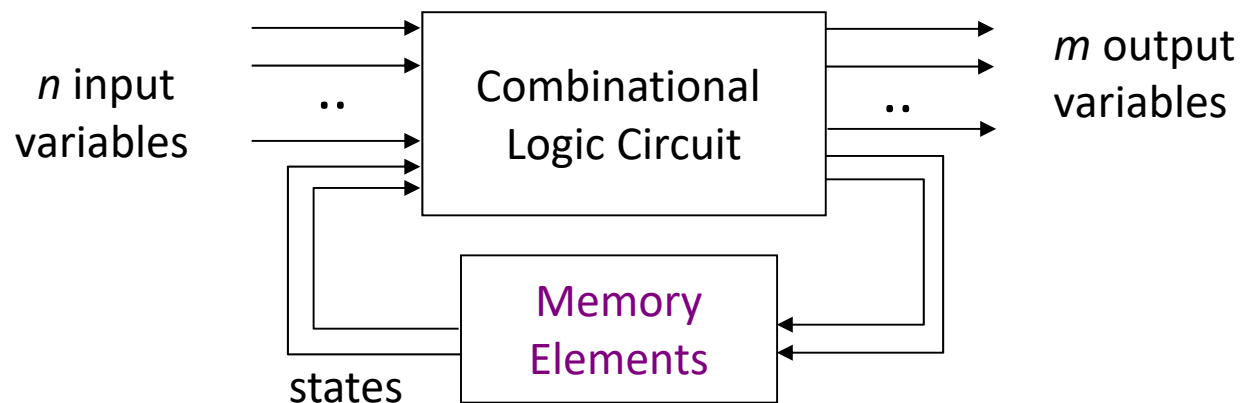 n input
variables
..
Combinational
Logic Circuit
..
m output
variables
Memory
Elements
states